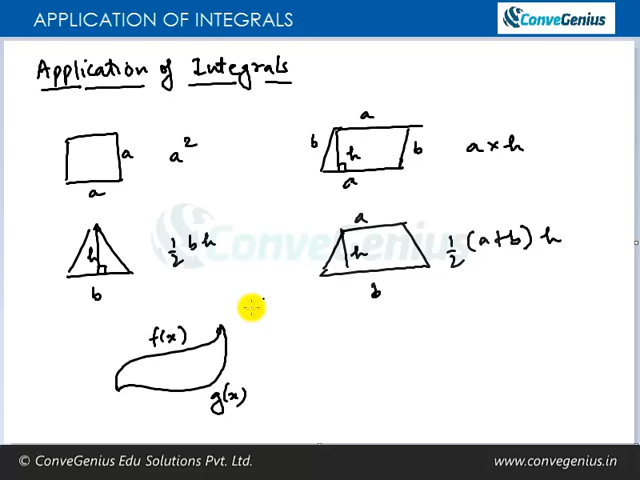 APPLICATION OF INTEGRALS
ConveGenius
Application of Integrals
a
a
a²
a
b
h
b
a
a × h
h
b
1/2 b h
a
h
b
1/2 (a + b) h
ConveGenius
f(x)
g(x)
© ConveGenius Edu Solutions Pvt. Ltd.
www.convegenius.in